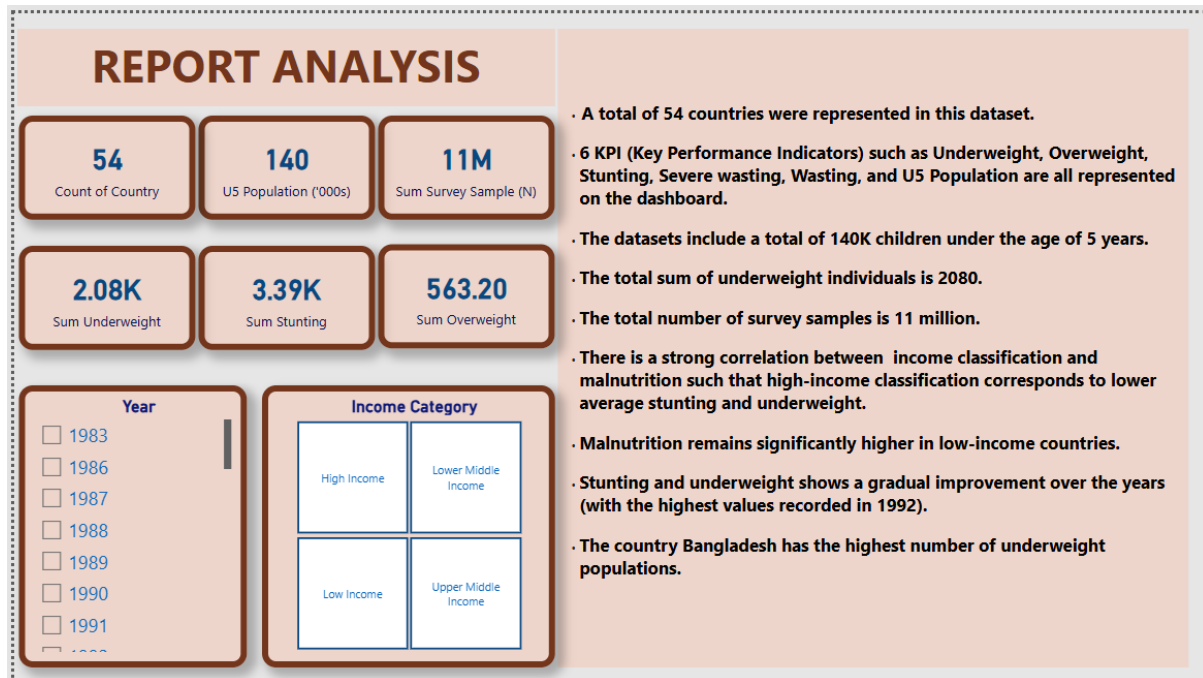 REPORT ANALYSIS
54
Count of Country
140
U5 Population ('000s)
11M
Sum Survey Sample (N)
2.08K
Sum Underweight
3.39K
Sum Stunting
563.20
Sum Overweight
Year
1983
1986
1987
1988
1989
1990
1991
Income Category
High Income
Lower Middle
Income
Low Income
Upper Middle
Income
· A total of 54 countries were represented in this dataset.
· 6 KPI (Key Performance Indicators) such as Underweight, Overweight,
Stunting, Severe wasting, Wasting, and U5 Population are all represented
on the dashboard.
· The datasets include a total of 140K children under the age of 5 years.
· The total sum of underweight individuals is 2080.
· The total number of survey samples is 11 million.
· There is a strong correlation between  income classification and
malnutrition such that high-income classification corresponds to lower
average stunting and underweight.
· Malnutrition remains significantly higher in low-income countries.
· Stunting and underweight shows a gradual improvement over the years
(with the highest values recorded in 1992).
· The country Bangladesh has the highest number of underweight
populations.